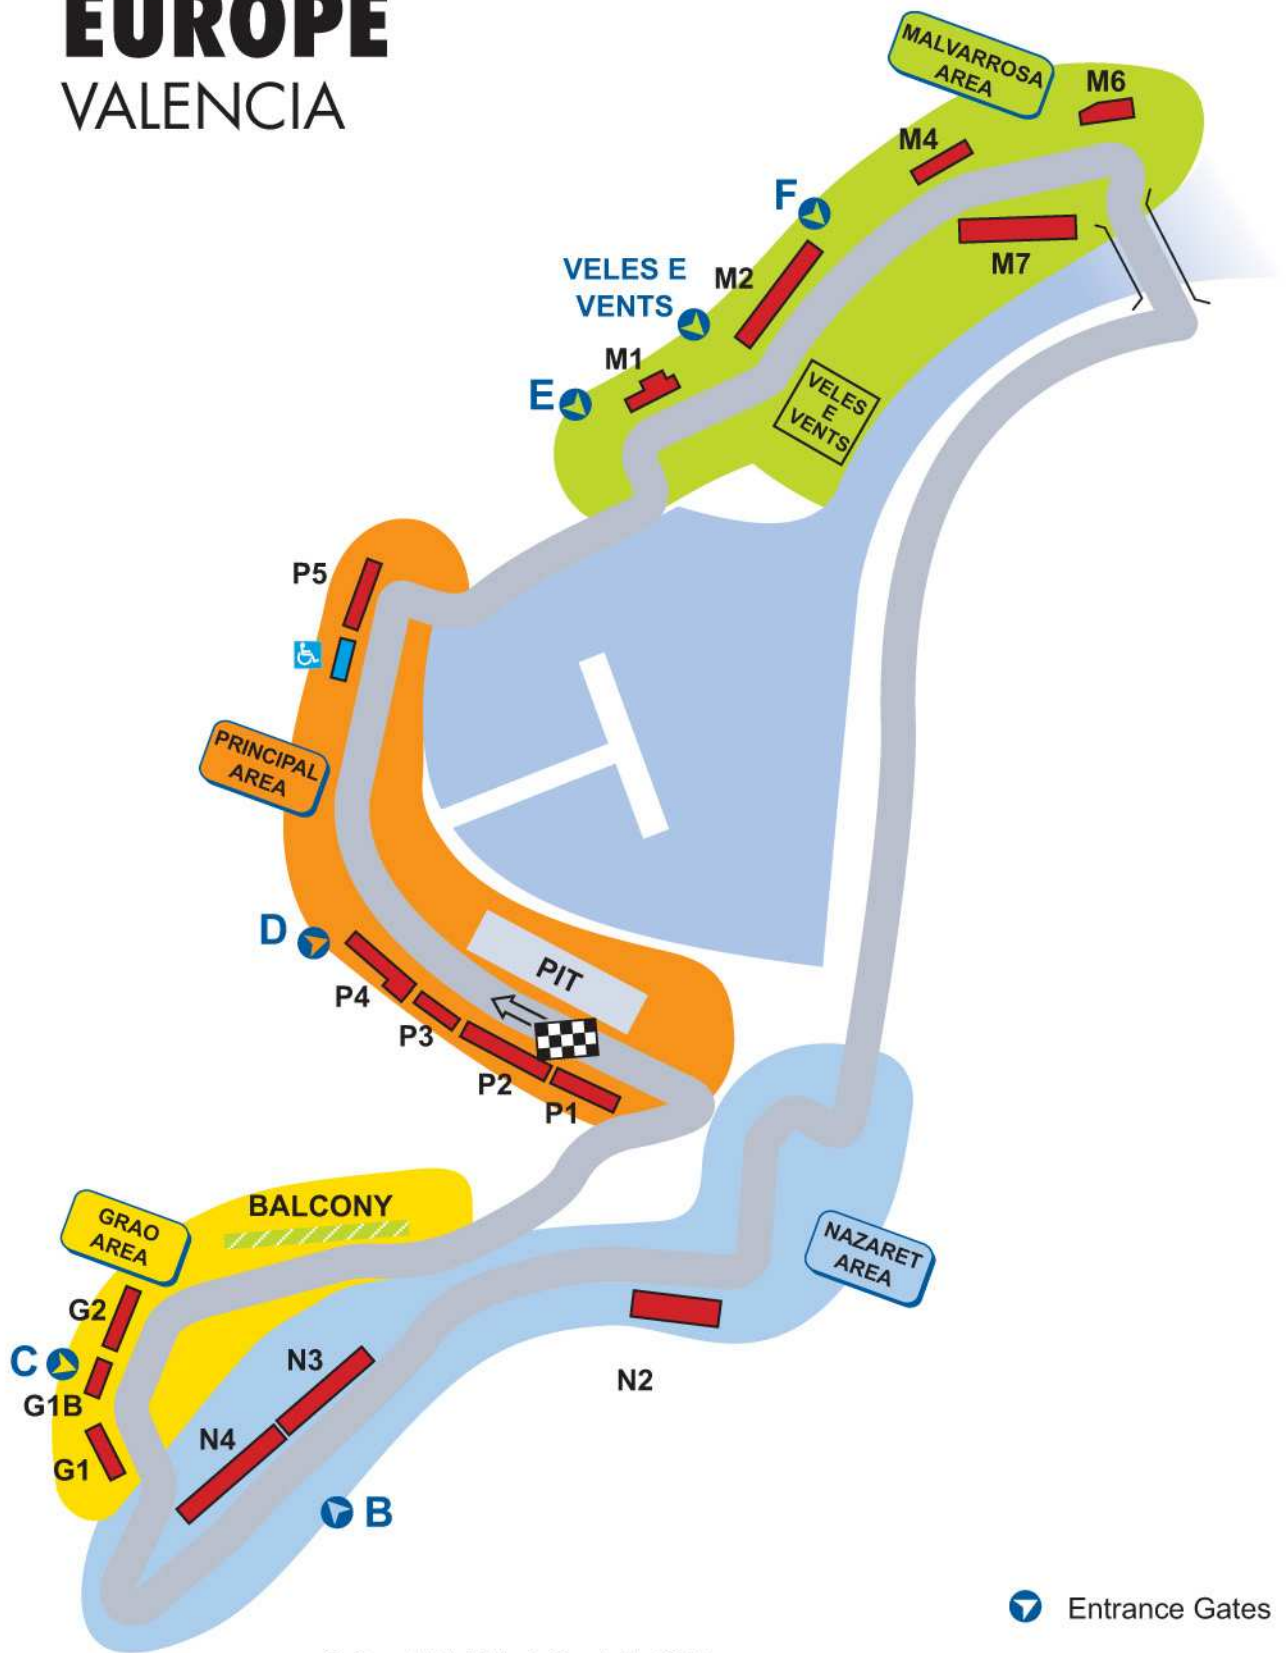 EUROPE
VALENCIA
MALVARROSA
AREA
M6
M4
F
VELES E
VENTS
M2
M7
M1
E
VELES
E
VENTS
P5
PRINCIPAL
AREA
D
PIT
P4
P3
P2
P1
BALCONY
GRAO
AREA
NAZARET
AREA
G2
C
N3
N2
G1B
N4
G1
B
Entrance Gates